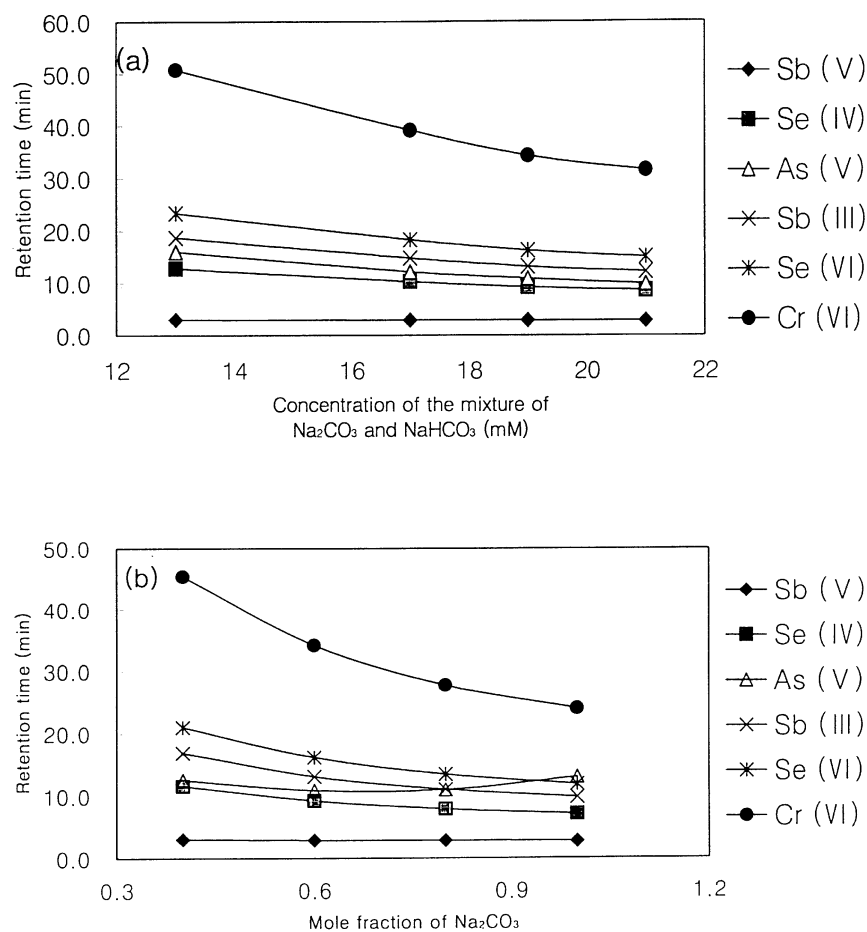 (a)
60.0
50.0
40.0
30.0
20.0
10.0
0.0
Retention time (min)
12 14 16 18 20 22
Concentration of the mixture of
Na₂CO₃ and NaHCO₃ (mM)
Sb (V)
Se (IV)
As (V)
Sb (III)
Se (VI)
Cr (VI)
(b)
50.0
40.0
30.0
20.0
10.0
0.0
Retention time (min)
0.3 0.6 0.9 1.2
Mole fraction of Na₂CO₃
Sb (V)
Se (IV)
As (V)
Sb (III)
Se (VI)
Cr (VI)